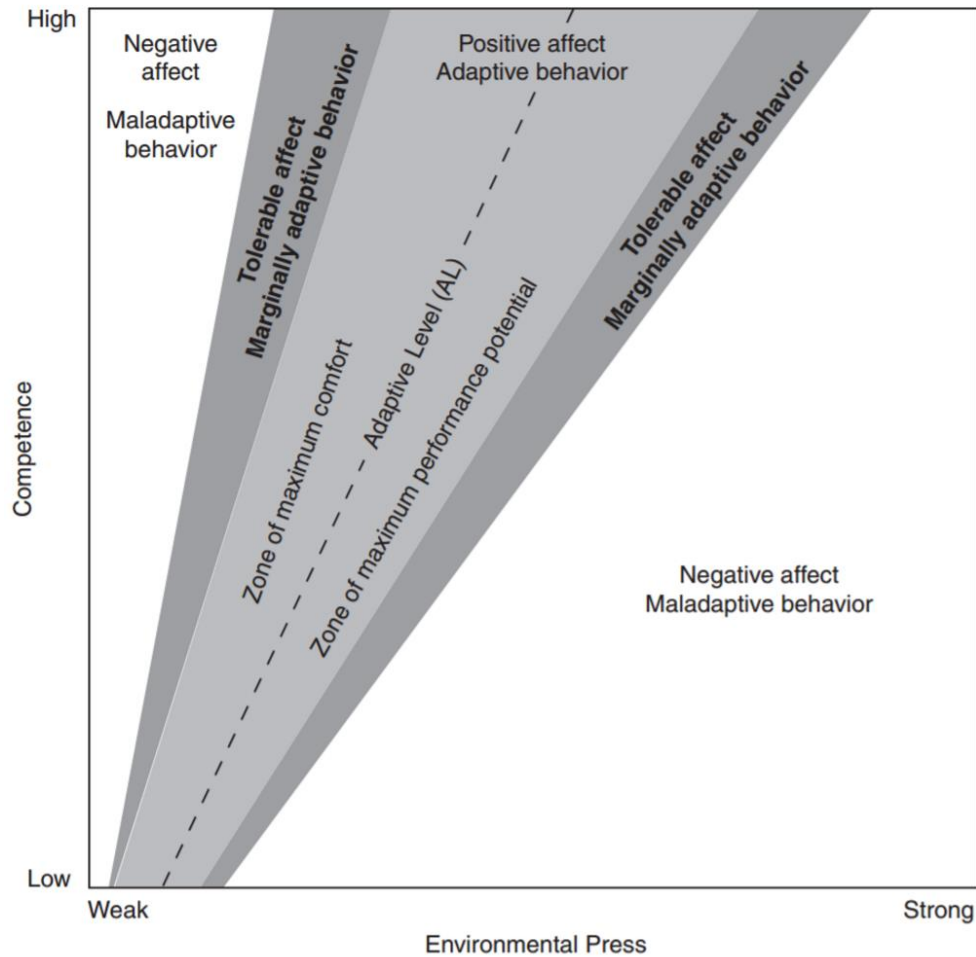 High
Negative
affect
Maladaptive
behavior
Tolerable affect
Marginally adaptive behavior
Positive affect
Adaptive behavior
Tolerable affect
Marginally adaptive behavior
Zone of maximum comfort
Adaptive Level (AL)
Zone of maximum performance potential
Negative affect
Maladaptive behavior
Competence
Low
Weak
Strong
Environmental Press